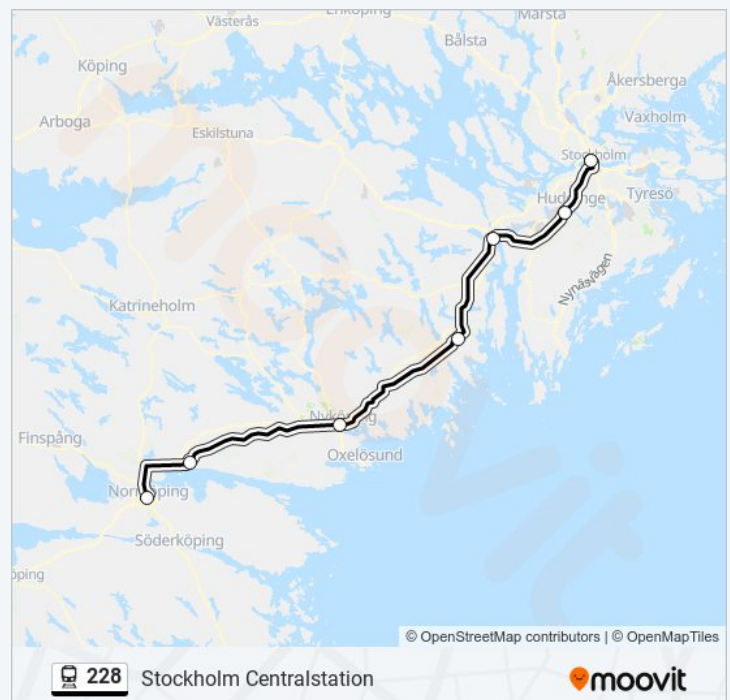 Enköping
Märsta
Västerås
Bålsta
Köping
Åkersberga
Arboga
Vaxholm
Eskilstuna
Stockholm
Huddinge
Tyresö
Nynäsvägen
Katrineholm
Nyköping
Finspång
Oxelösund
Norrköping
Söderköping
öping
© OpenStreetMap contributors | © OpenMapTiles
228 Stockholm Centralstation
moovit